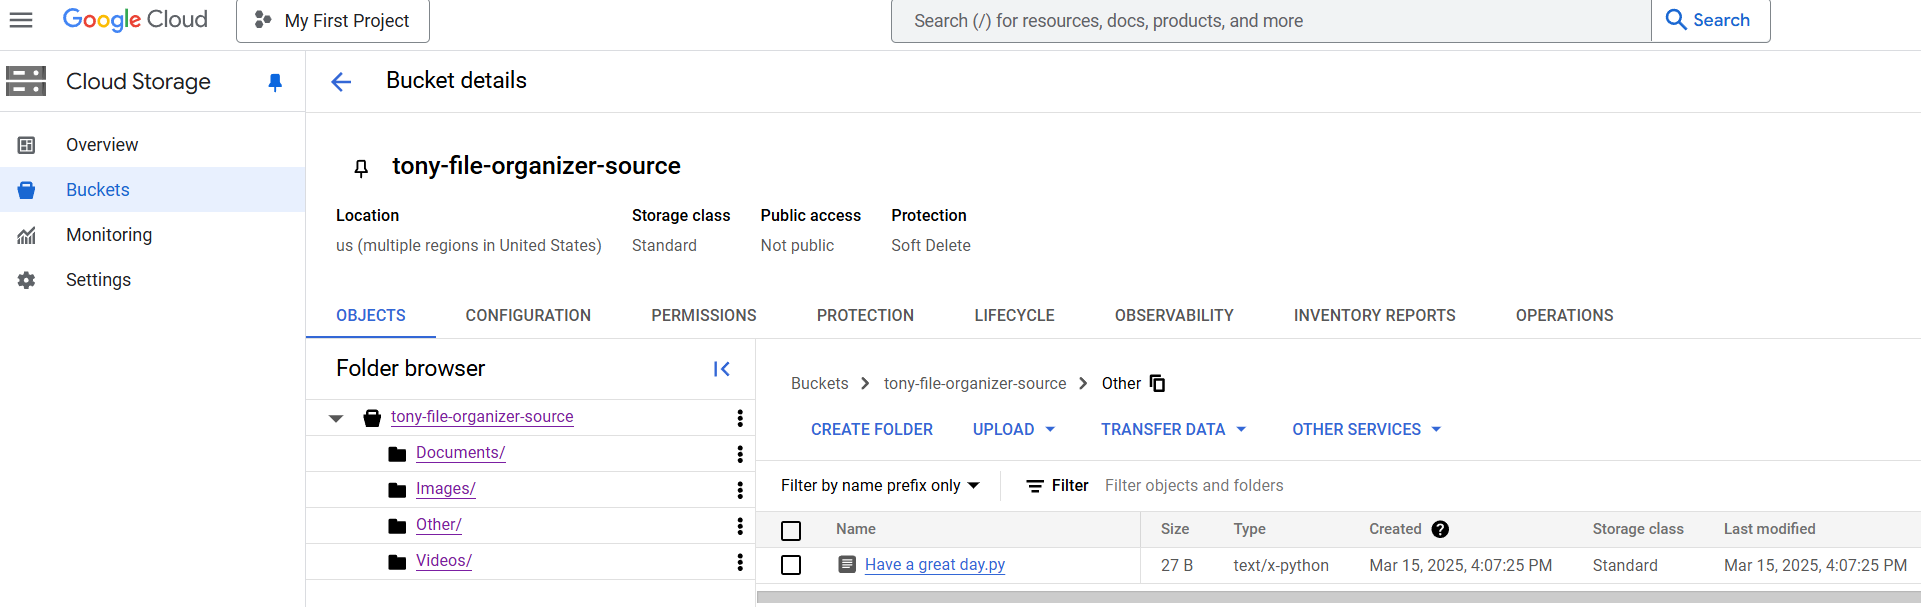 Google Cloud
My First Project
Search (/) for resources, docs, products, and more
Search
Cloud Storage
Bucket details
Overview
Buckets
Monitoring
Settings
tony-file-organizer-source
Location Storage class Public access Protection
us (multiple regions in United States) Standard Not public Soft Delete
OBJECTS CONFIGURATION PERMISSIONS PROTECTION LIFECYCLE OBSERVABILITY INVENTORY REPORTS OPERATIONS
Folder browser
tony-file-organizer-source
Documents/
Images/
Other/
Videos/
Buckets > tony-file-organizer-source > Other
CREATE FOLDER UPLOAD TRANSFER DATA OTHER SERVICES
Filter by name prefix only Filter Filter objects and folders
Name Size Type Created Storage class Last modified
Have a great day.py 27 B text/x-python Mar 15, 2025, 4:07:25 PM Standard Mar 15, 2025, 4:07:25 PM